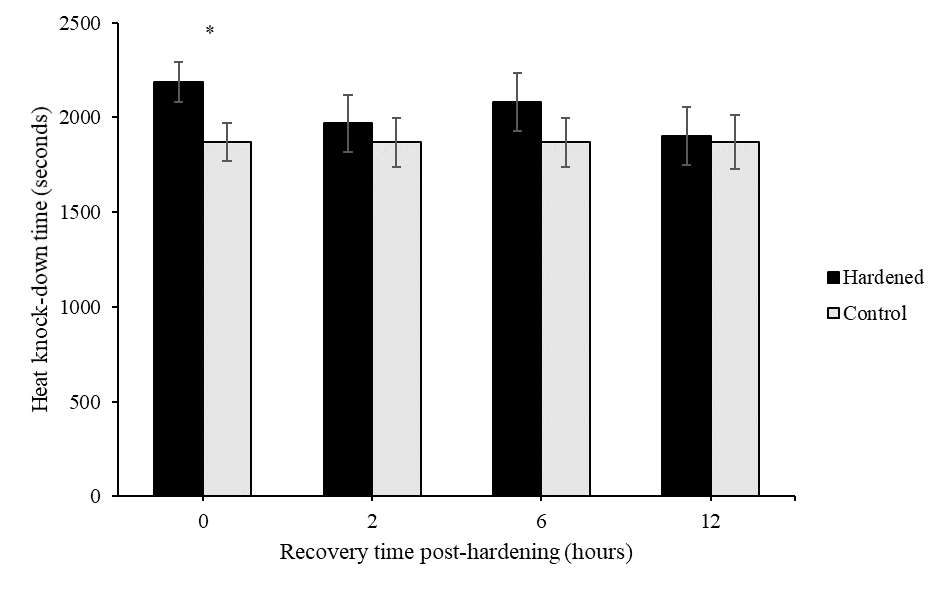 2500
*
2000
1500
1000
500
0
Heat knock-down time (seconds)
0 2 6 12
Recovery time post-hardening (hours)
Hardened
Control